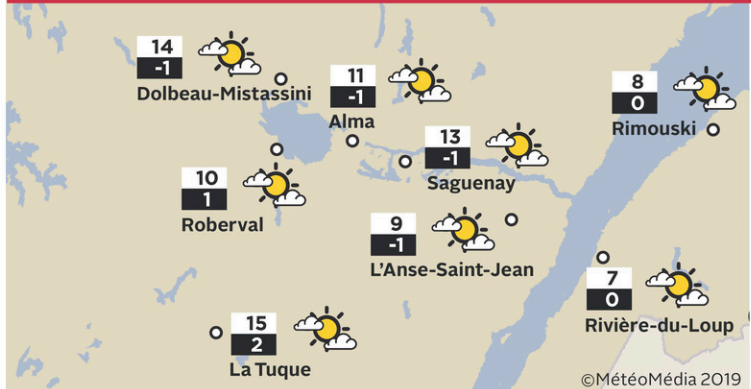 14
-1
Dolbeau-Mistassini
11
-1
Alma
8
0
Rimouski
13
-1
Saguenay
10
1
Roberval
9
-1
L'Anse-Saint-Jean
7
0
Rivière-du-Loup
15
2
La Tuque
©MétéoMédia 2019